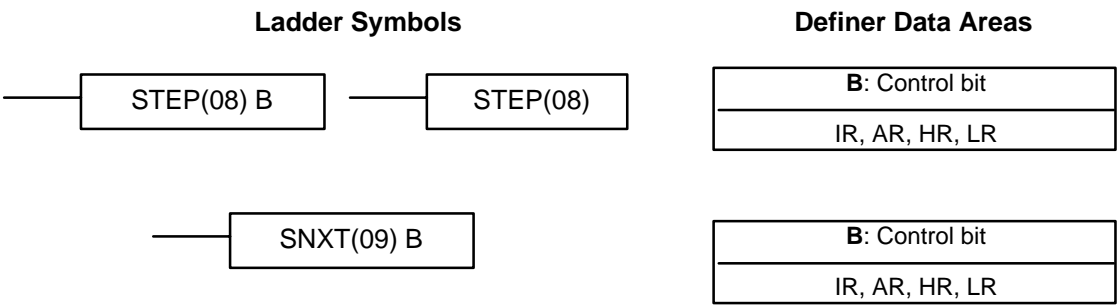 Ladder Symbols
Definer Data Areas
STEP(08) B
STEP(08)
B: Control bit
IR, AR, HR, LR
SNXT(09) B
B: Control bit
IR, AR, HR, LR